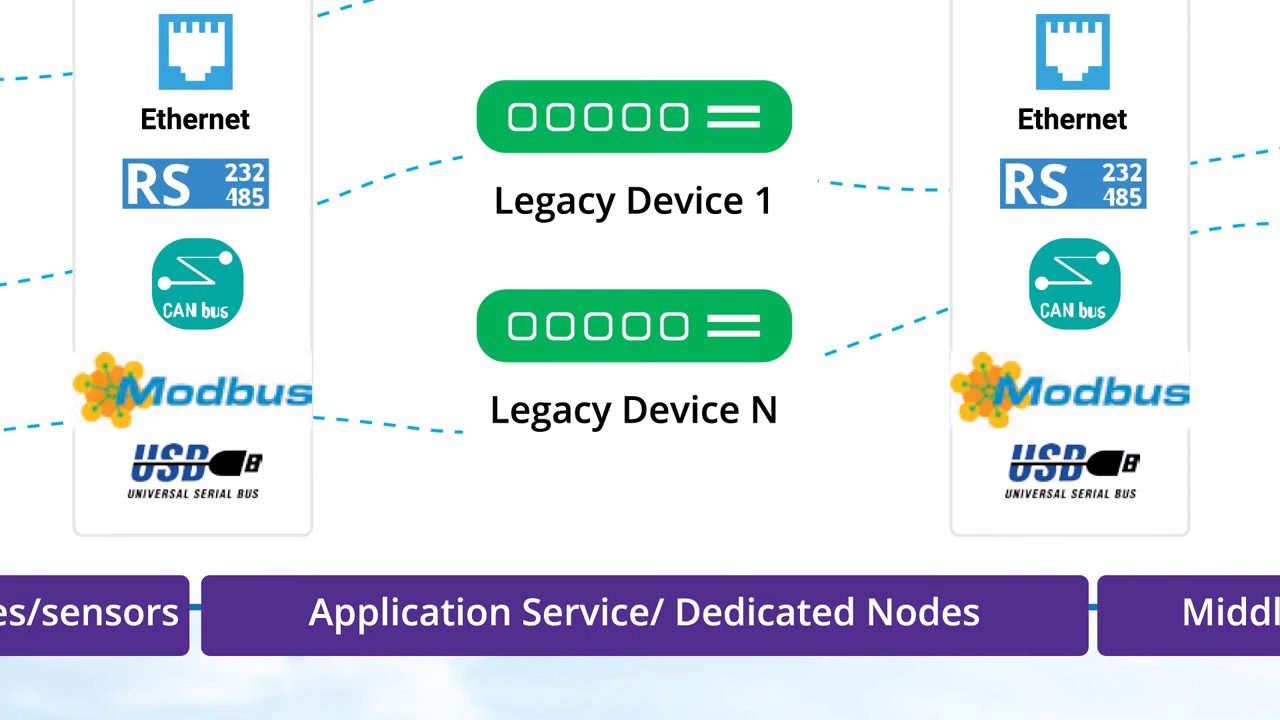 Ethernet
RS 232 485
CAN bus
Modbus
USB
UNIVERSAL SERIAL BUS
Legacy Device 1
Legacy Device N
Ethernet
RS 232 485
CAN bus
Modbus
USB
UNIVERSAL SERIAL BUS
es/sensors
Application Service/ Dedicated Nodes
Middl